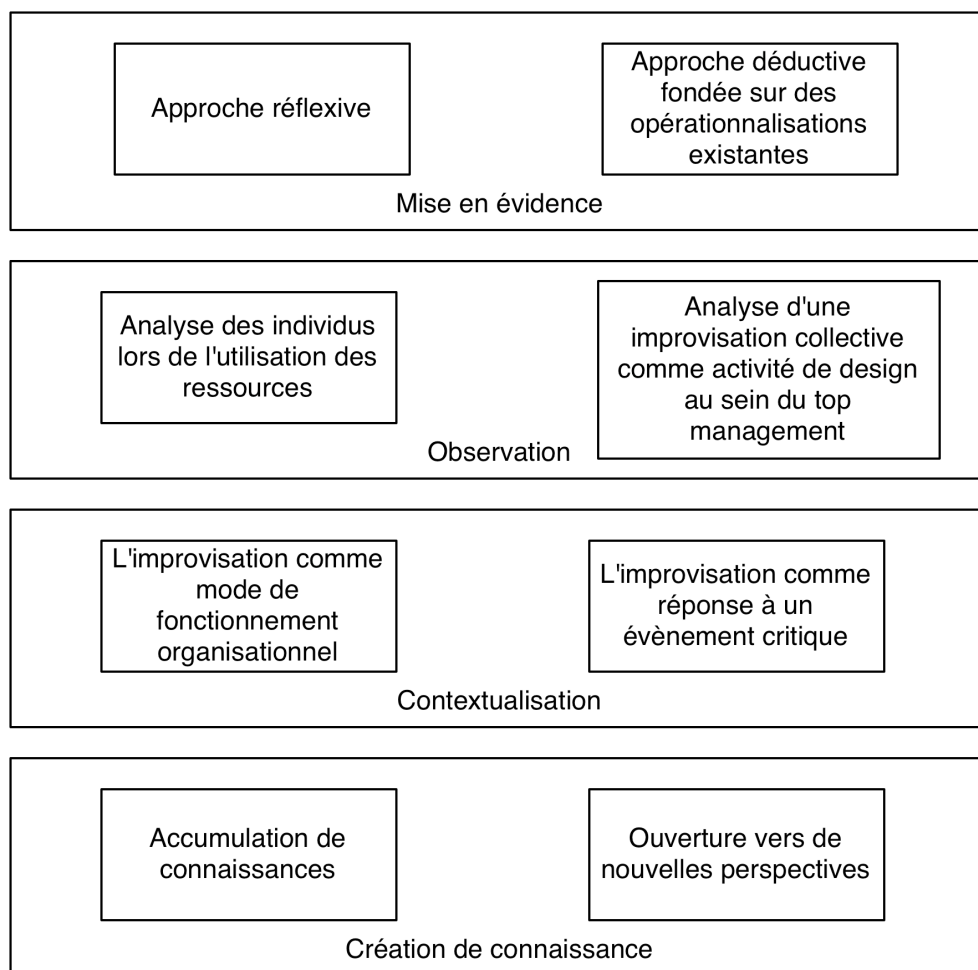 Approche réflexive
Approche déductive
fondée sur des
opérationnalisations
existantes
Mise en évidence
Analyse des individus
lors de l'utilisation des
ressources
Analyse d'une
improvisation collective
comme activité de design
au sein du top
management
Observation
L'improvisation comme
mode de
fonctionnement
organisationnel
L'improvisation comme
réponse à un
évènement critique
Contextualisation
Accumulation de
connaissances
Ouverture vers de
nouvelles perspectives
Création de connaissance